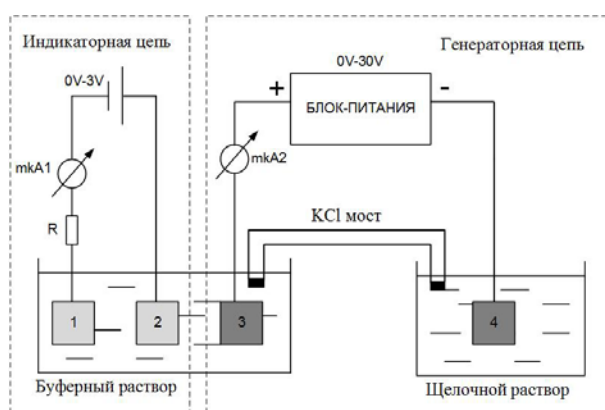 Индикаторная цепь
Генераторная цепь
0V-3V
0V-30V
+
БЛОК-ПИТАНИЯ
-
mkA1
mkA2
R
KCl мост
1
2
3
4
Буферный раствор
Щелочной раствор